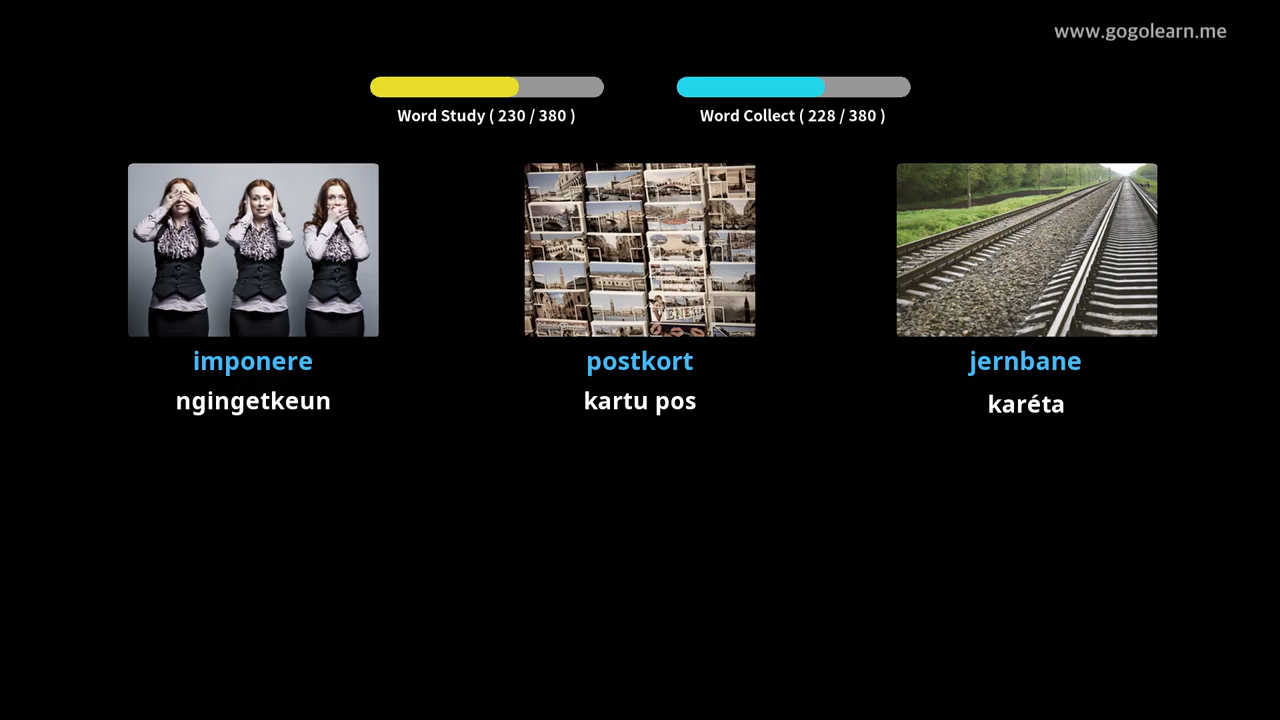 www.gogolearn.me
Word Study ( 230 / 380 )
Word Collect ( 228 / 380 )
imponere
postkort
jernbane
ngingetkeun
kartu pos
karéta